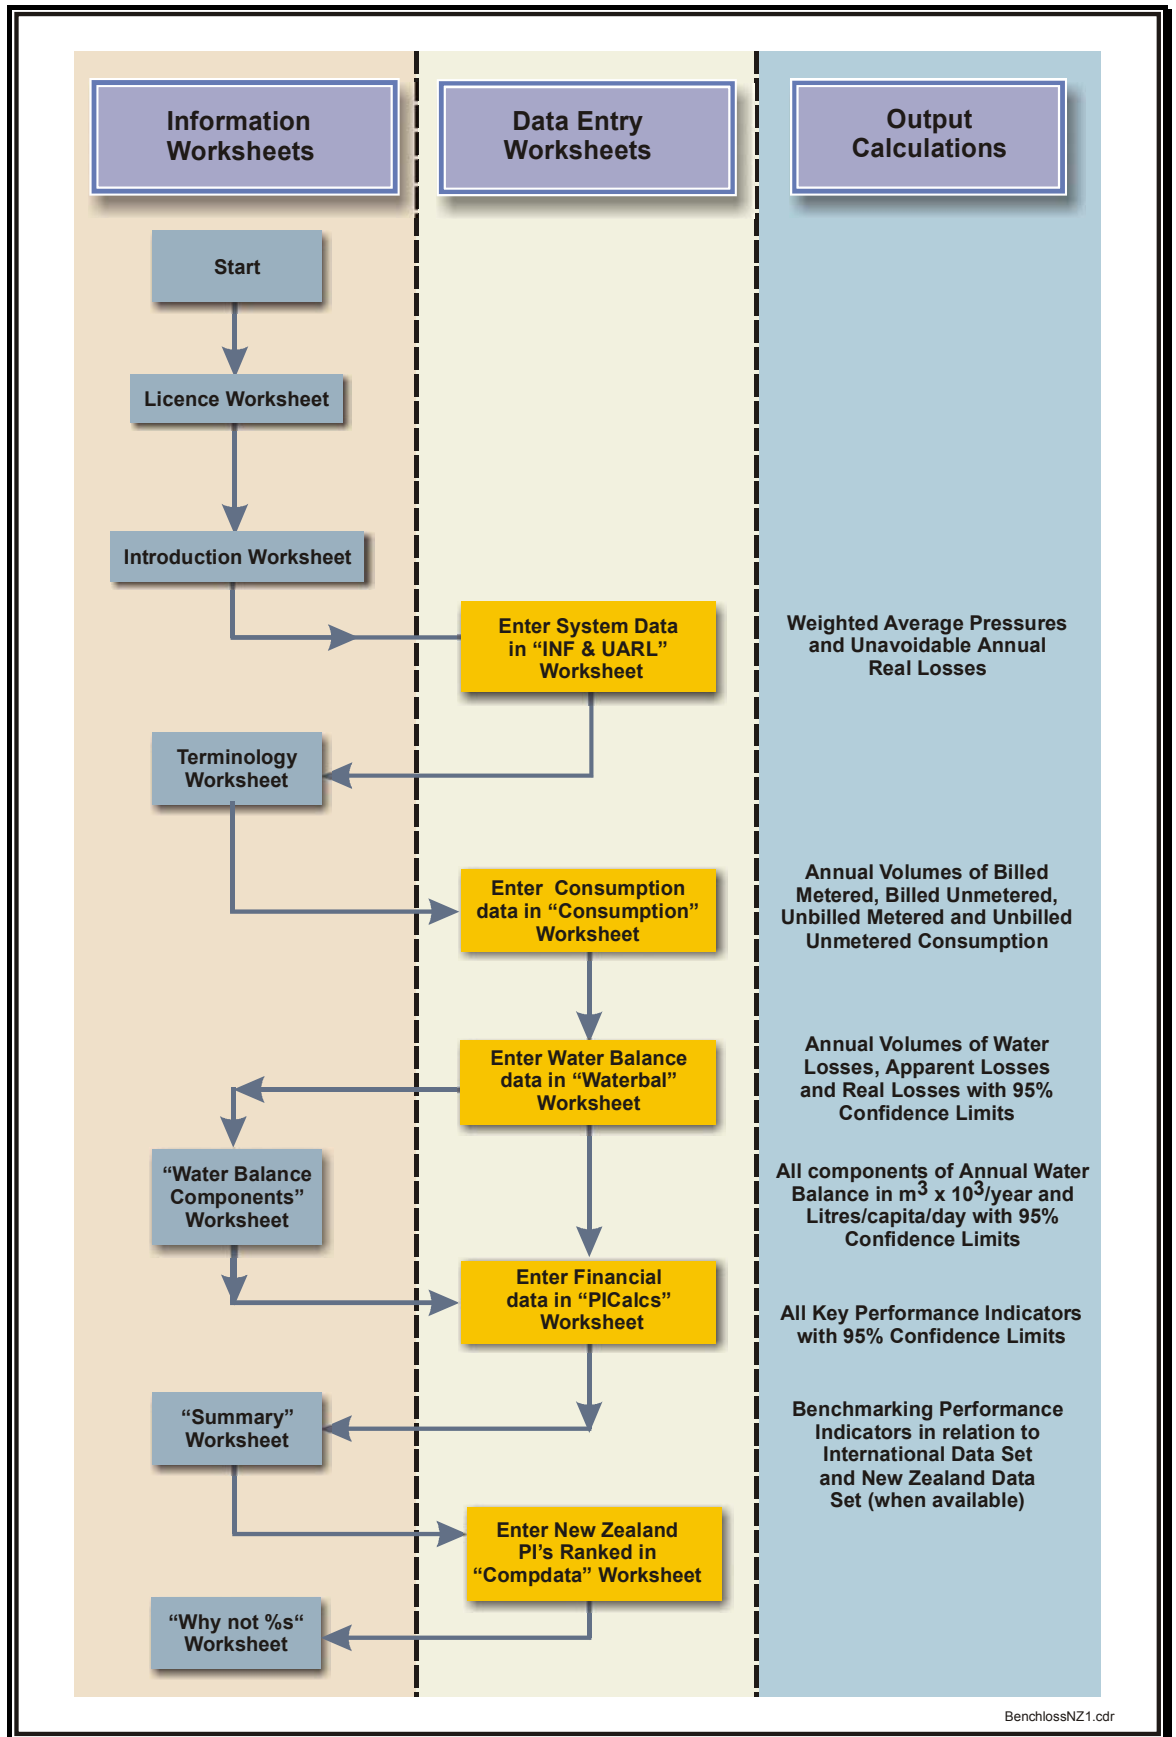 Information
Worksheets
Data Entry
Worksheets
Output
Calculations
Start
Licence Worksheet
Introduction Worksheet
Enter System Data
in “INF & UARL”
Worksheet
Weighted Average Pressures
and Unavoidable Annual
Real Losses
Terminology
Worksheet
Enter Consumption
data in “Consumption”
Worksheet
Annual Volumes of Billed
Metered, Billed Unmetered,
Unbilled Metered and Unbilled
Unmetered Consumption
Enter Water Balance
data in “Waterbal”
Worksheet
Annual Volumes of Water
Losses, Apparent Losses
and Real Losses with 95%
Confidence Limits
“Water Balance
Components”
Worksheet
All components of Annual Water
Balance in m³ x 10³/year and
Litres/capita/day with 95%
Confidence Limits
Enter Financial
data in “PICalcs”
Worksheet
All Key Performance Indicators
with 95% Confidence Limits
“Summary”
Worksheet
Benchmarking Performance
Indicators in relation to
International Data Set
and New Zealand Data
Set (when available)
Enter New Zealand
PI’s Ranked in
“Compdata” Worksheet
“Why not %s“
Worksheet
BenchlossNZ1.cdr